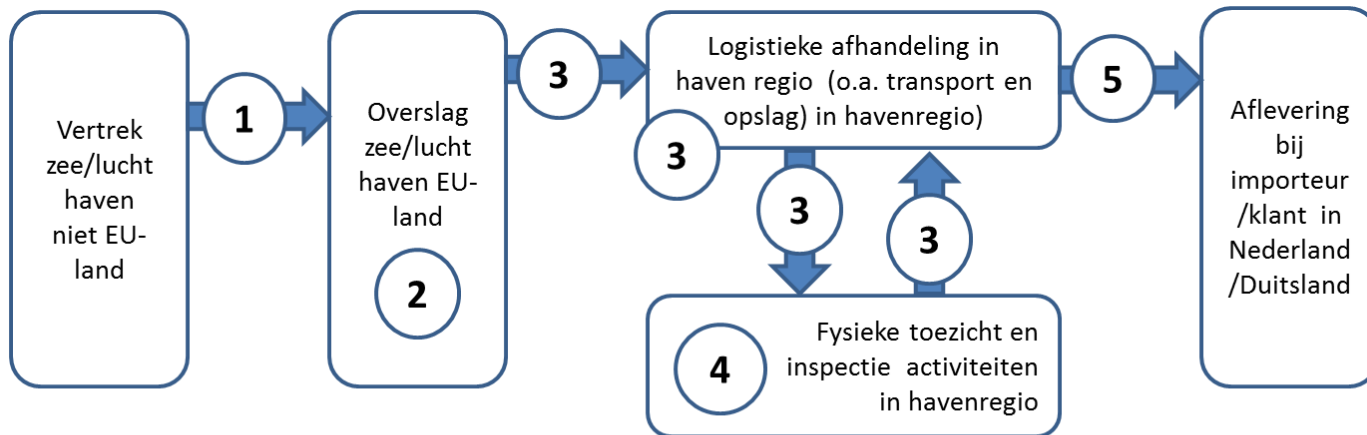 Vertrek
zee/lucht
haven
niet EU-
land
1
Overslag
zee/lucht
haven EU-
land
2
3
Logistieke afhandeling in
haven regio (o.a. transport en
opslag) in havenregio)
3
3
3
4
Fysieke toezicht en
inspectie activiteiten
in havenregio
5
Aflevering
bij
importeur
/klant in
Nederland
/Duitsland